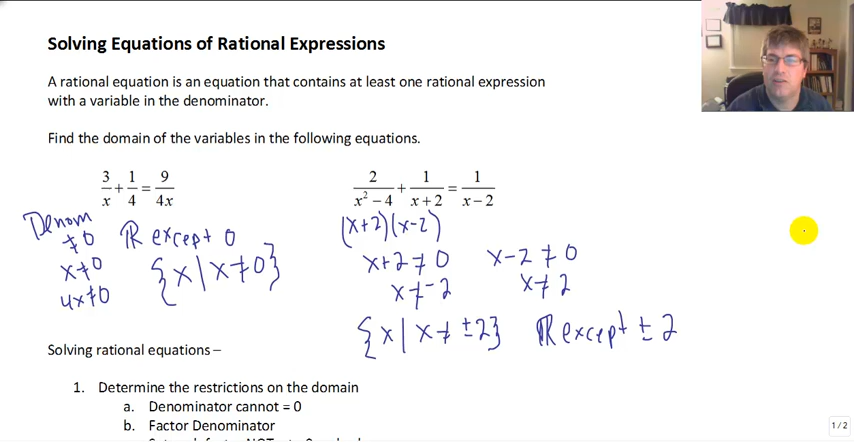 Solving Equations of Rational Expressions
A rational equation is an equation that contains at least one rational expression
with a variable in the denominator.
Find the domain of the variables in the following equations.
3/x + 1/4 = 9/4x
Denom
≠0
x≠0
4x≠0
ℝ except 0
{x | x≠0}
2/(x² − 4) + 1/(x + 2) = 1/(x − 2)
(x+2)(x-2)
x+2 ≠ 0 x-2 ≠ 0
x≠-2 x≠2
{x | x ≠ ±2} ℝ except ±2
Solving rational equations –
1. Determine the restrictions on the domain
a. Denominator cannot = 0
b. Factor Denominator
1 / 2